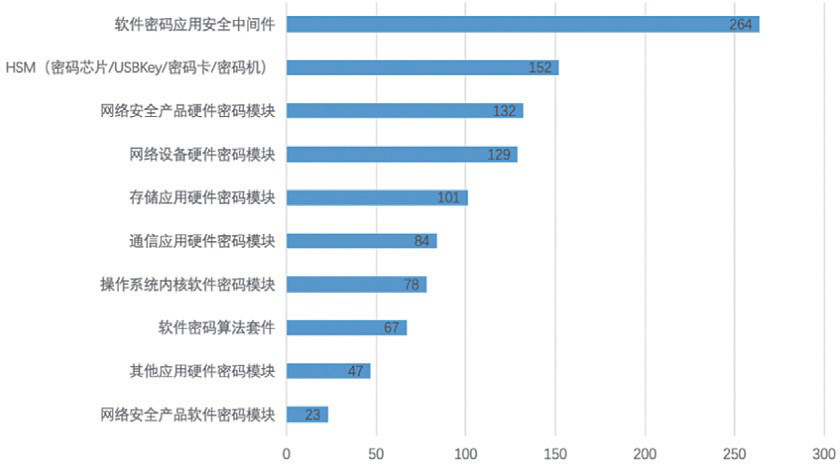 软件密码应用安全中间件 264
HSM（密码芯片/USBKey/密码卡/密码机） 152
网络安全产品硬件密码模块 132
网络设备硬件密码模块 129
存储应用硬件密码模块 101
通信应用硬件密码模块 84
操作系统内核软件密码模块 78
软件密码算法套件 67
其他应用硬件密码模块 47
网络安全产品软件密码模块 23
0 50 100 150 200 250 300